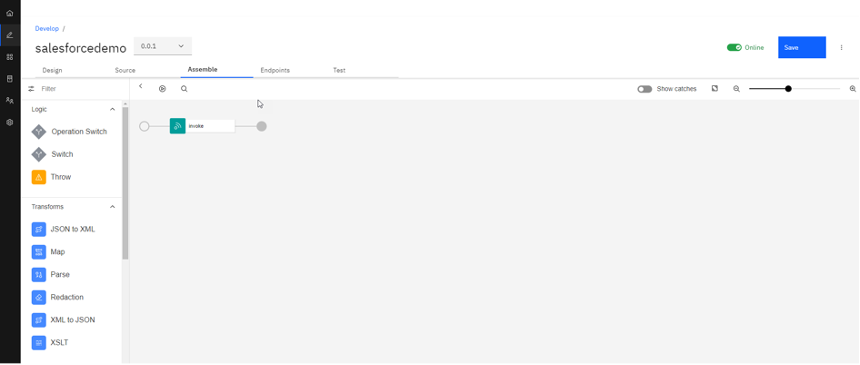 Develop /
salesforcedemo 0.0.1 Online Save
Design Source Assemble Endpoints Test
Filter Show catches
Logic
Operation Switch
Switch
Throw
Transforms
JSON to XML
Map
Parse
Redaction
XML to JSON
XSLT
invoke